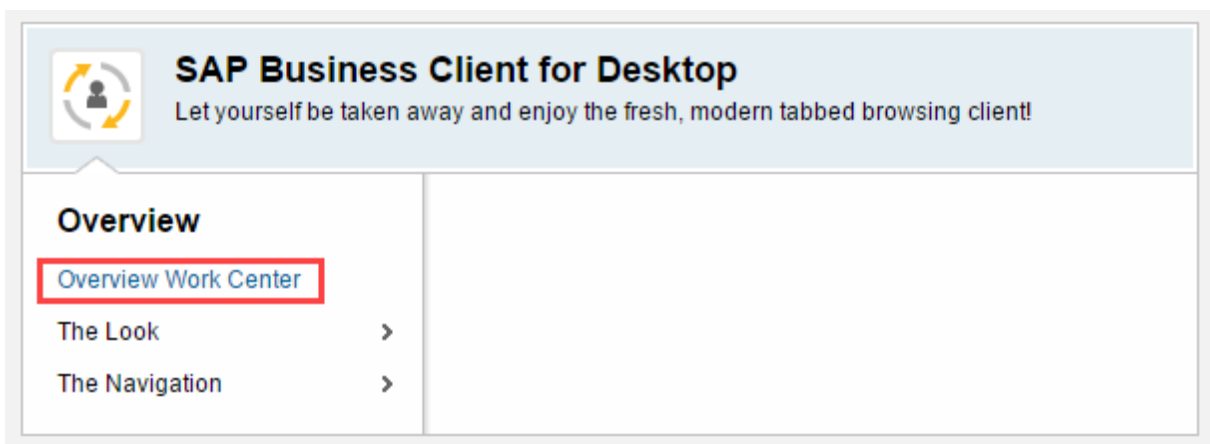 SAP Business Client for Desktop
Let yourself be taken away and enjoy the fresh, modern tabbed browsing client!
Overview
Overview Work Center
The Look
The Navigation